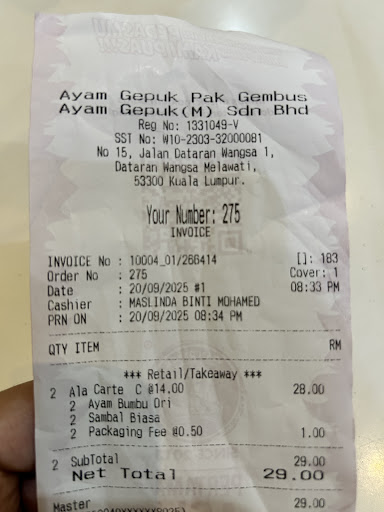 Ayam Gepuk Pak Gembus
Ayam Gepuk(M) Sdn Bhd
Reg No: 1331049-V
SST No: W10-2303-32000081
No 15, Jalan Dataran Wangsa 1,
Dataran Wangsa Melawati,
53300 Kuala Lumpur.
Your Number: 275
INVOICE
INVOICE No : 10004_01/266414 []: 183
Order No : 275 Cover: 1
Date : 20/09/2025 #1 08:33 PM
Cashier : MASLINDA BINTI MOHAMED
PRN ON : 20/09/2025 08:34 PM
QTY ITEM RM
*** Retail/Takeaway ***
2 Ala Carte C @14.00 28.00
2 Ayam Bumbu Ori
2 Sambal Biasa
2 Packaging Fee @0.50 1.00
2 SubTotal 29.00
Net Total 29.00
Master 29.00